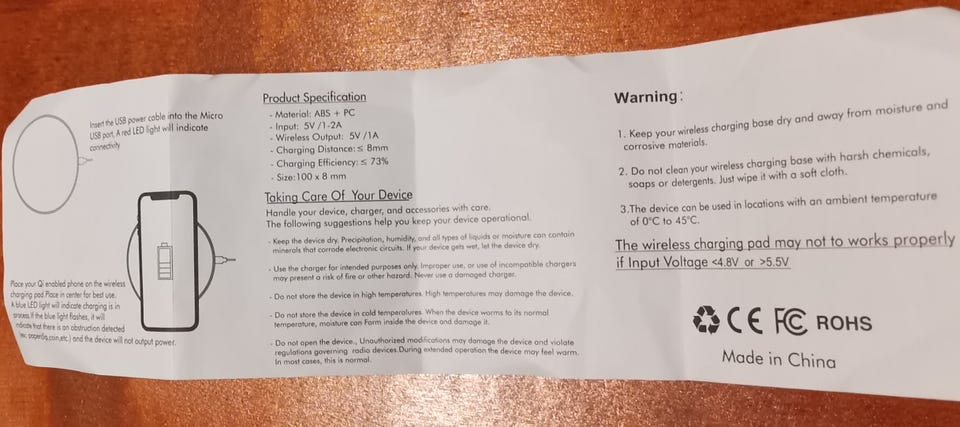 Insert the USB power cable into the Micro
USB port, A red LED light will indicate
connectivity
Place your Qi enabled phone on the wireless
charging pad.Place in center for best use.
A blue LED light will indicate charging is in
process.If the blue light flashes, it will
indicate that there is an obstruction detected
coin,etc.) and the device will not output power.
Product Specification
- Material: ABS + PC
- Input: 5V /1-2A
- Wireless Output: 5V /1A
- Charging Distance: ≤ 8mm
- Charging Efficiency: ≤ 73%
- Size:100 x 8 mm
Taking Care Of Your Device
Handle your device, charger, and accessories with care.
The following suggestions help you keep your device operational.
- Keep the device dry. Precipitation, humidity, and all types of liquids or moisture can contain
minerals that corrode electronic circuits. If your device gets wet, let the device dry.
- Use the charger for intended purposes only. Improper use, or use of incompatible chargers
may present a risk of fire or other hazard. Never use a damaged charger.
- Do not store the device in high temperatures. High temperatures may damage the device.
- Do not store the device in cold temperatures. When the device worms to its normal
temperature, moisture can Form inside the device and damage it.
- Do not open the device., Unauthorized modifications may damage the device and violate
regulations governing radio devices.During extended operation the device may feel warm.
In most cases, this is normal.
Warning:
1. Keep your wireless charging base dry and away from moisture and
corrosive materials.
2. Do not clean your wireless charging base with harsh chemicals,
soaps or detergents. Just wipe it with a soft cloth.
3.The device can be used in locations with an ambient temperature
of 0°C to 45°C.
The wireless charging pad may not to works properly
if Input Voltage <4.8V or >5.5V
CE FC ROHS
Made in China